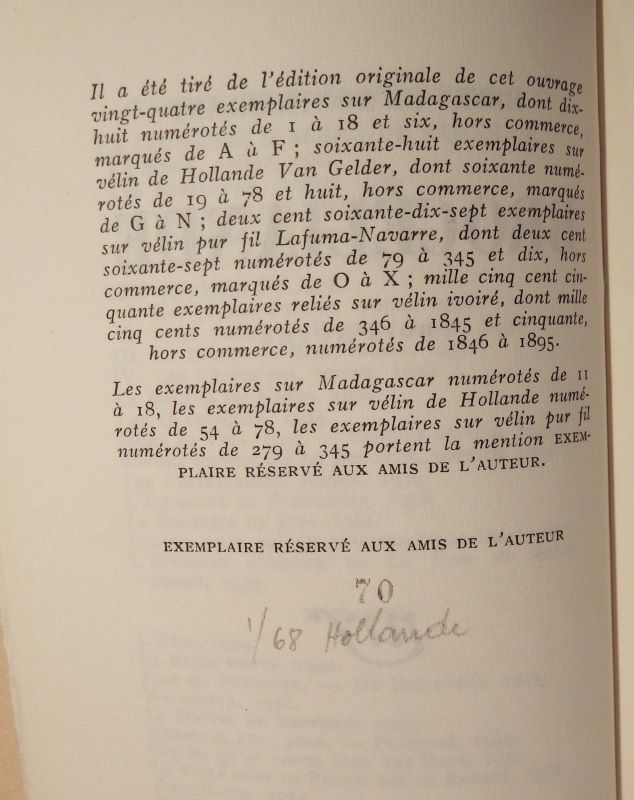 Il a été tiré de l'édition originale de cet ouvrage
vingt-quatre exemplaires sur Madagascar, dont dix-
huit numérotés de 1 à 18 et six, hors commerce,
marqués de A à F ; soixante-huit exemplaires sur
vélin de Hollande Van Gelder, dont soixante numé-
rotés de 19 à 78 et huit, hors commerce, marqués
de G à N ; deux cent soixante-dix-sept exemplaires
sur vélin pur fil Lafuma-Navarre, dont deux cent
soixante-sept numérotés de 79 à 345 et dix, hors
commerce, marqués de O à X ; mille cinq cent cin-
quante exemplaires reliés sur vélin ivoiré, dont mille
cinq cents numérotés de 346 à 1845 et cinquante,
hors commerce, numérotés de 1846 à 1895.
Les exemplaires sur Madagascar numérotés de 11
à 18, les exemplaires sur vélin de Hollande numé-
rotés de 54 à 78, les exemplaires sur vélin pur fil
numérotés de 279 à 345 portent la mention EXEM-
PLAIRE RÉSERVÉ AUX AMIS DE L'AUTEUR.
EXEMPLAIRE RÉSERVÉ AUX AMIS DE L'AUTEUR
70
1/68 Hollande